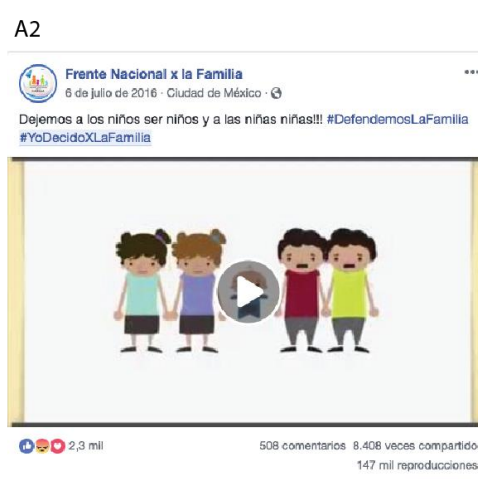 A2
Frente Nacional x la Familia
6 de julio de 2016 · Ciudad de México ·
Dejemos a los niños ser niños y a las niñas niñas!!! #DefendemosLaFamilia
#YoDecidoXLaFamilia
2,3 mil
508 comentarios 8.408 veces compartido
147 mil reproducciones